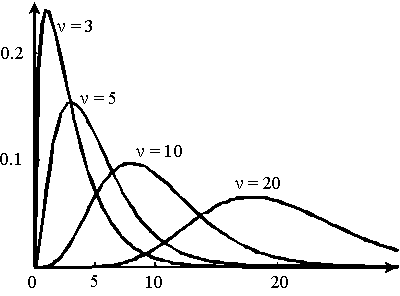 ν = 3
0.2
ν = 5
ν = 10
0.1
ν = 20
0
5
10
20